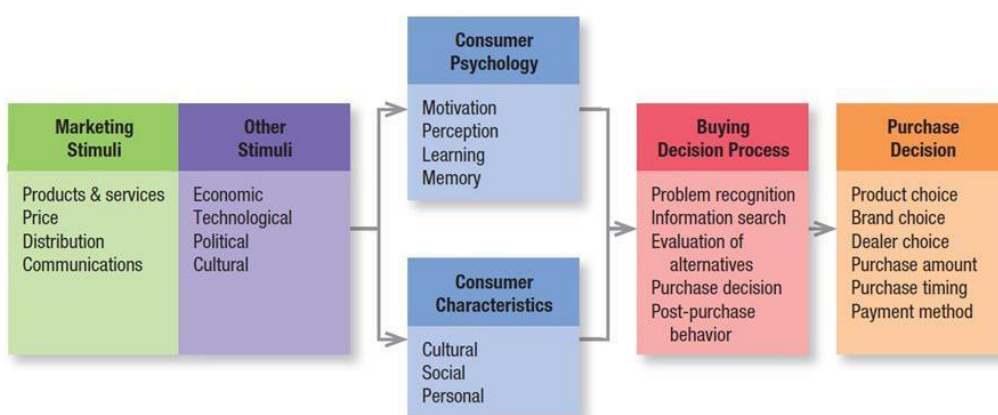 Marketing
Stimuli
Products & services
Price
Distribution
Communications
Other
Stimuli
Economic
Technological
Political
Cultural
Consumer
Psychology
Motivation
Perception
Learning
Memory
Consumer
Characteristics
Cultural
Social
Personal
Buying
Decision Process
Problem recognition
Information search
Evaluation of
alternatives
Purchase decision
Post-purchase
behavior
Purchase
Decision
Product choice
Brand choice
Dealer choice
Purchase amount
Purchase timing
Payment method